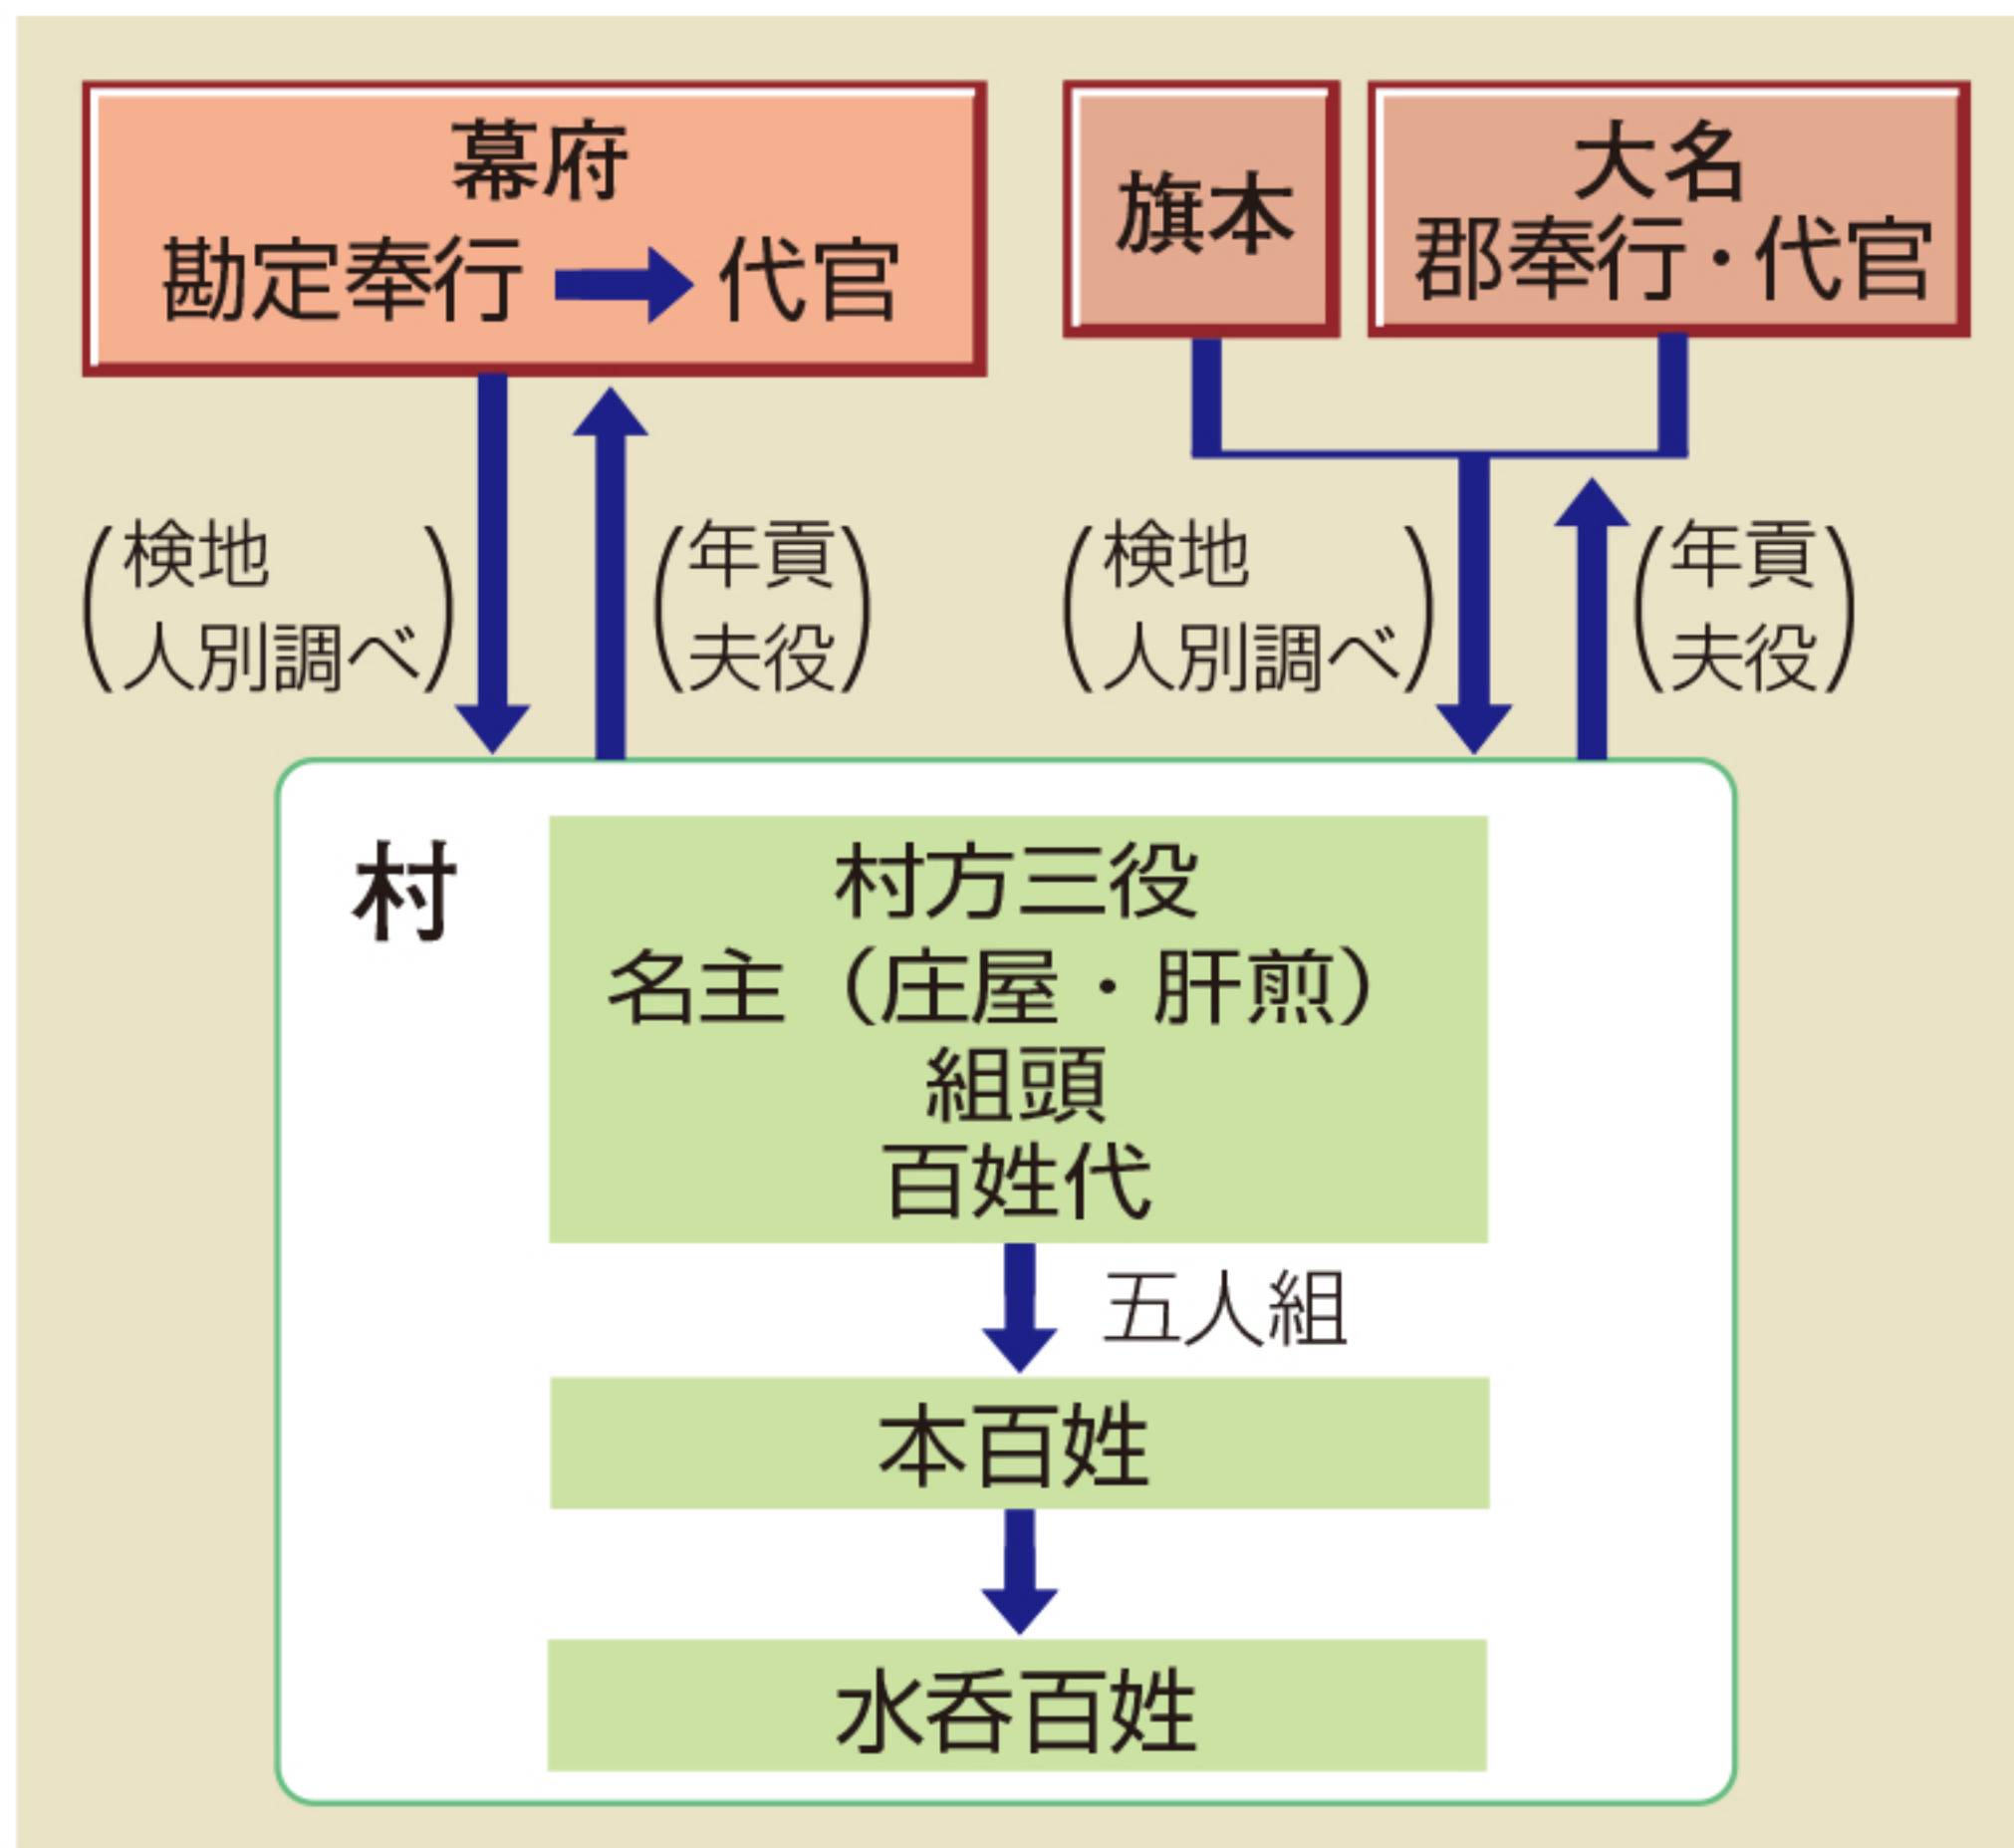 幕府
勘定奉行 代官
旗本
大名
郡奉行・代官
(検地
人別調べ)
(年貢
夫役)
(検地
人別調べ)
(年貢
夫役)
村
村方三役
名主（庄屋・肝煎）
組頭
百姓代
五人組
本百姓
水呑百姓